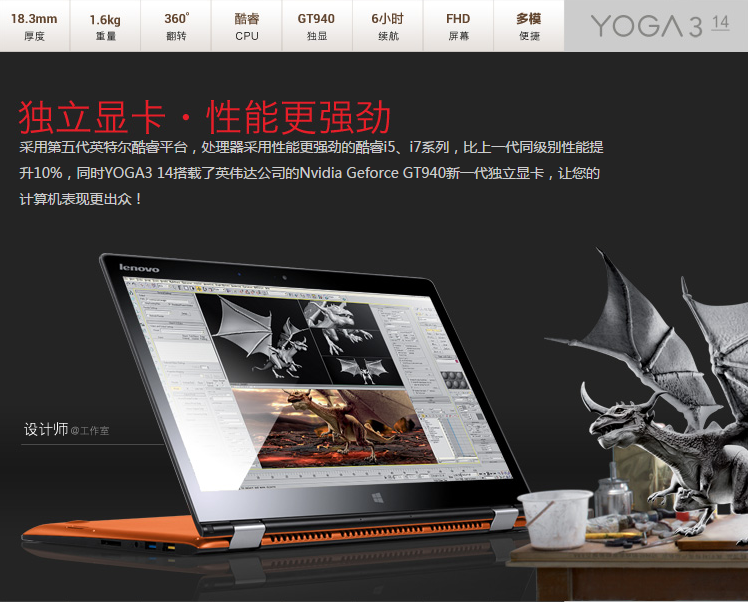 18.3mm 1.6kg 360° 酷睿 GT940 6小时 FHD 多模
厚度 重量 翻转 CPU 独显 续航 屏幕 便捷
YOGA 3 14
独立显卡·性能更强劲
采用第五代英特尔酷睿平台，处理器采用性能更强劲的酷睿i5、i7系列，比上一代同级别性能提
升10%，同时YOGA3 14搭载了英伟达公司的Nvidia Geforce GT940新一代独立显卡，让您的
计算机表现更出众！
lenovo
设计师@工作室